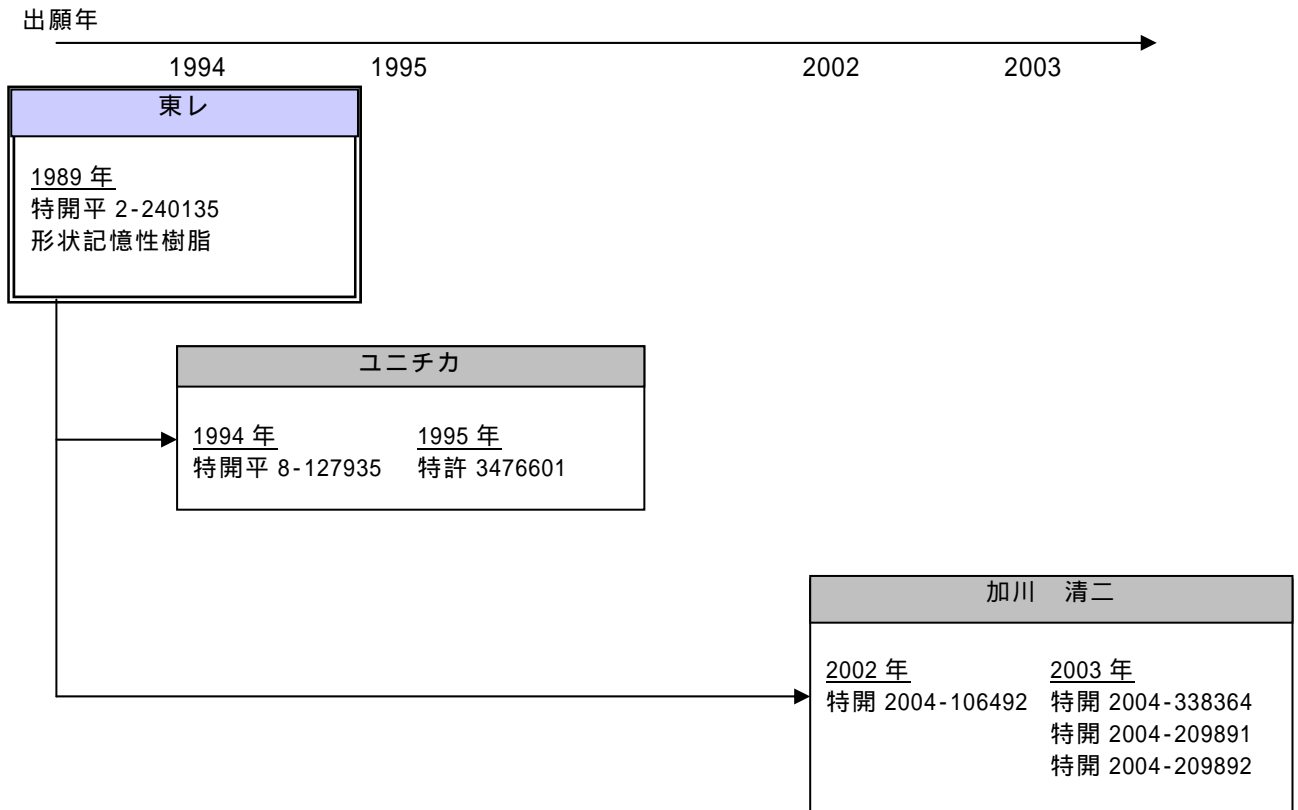 出願年
1994 1995 2002 2003
東レ
1989 年
特開平 2-240135
形状記憶性樹脂
ユニチカ
1994 年 1995 年
特開平 8-127935 特許 3476601
加川 清二
2002 年 2003 年
特開 2004-106492 特開 2004-338364
特開 2004-209891
特開 2004-209892